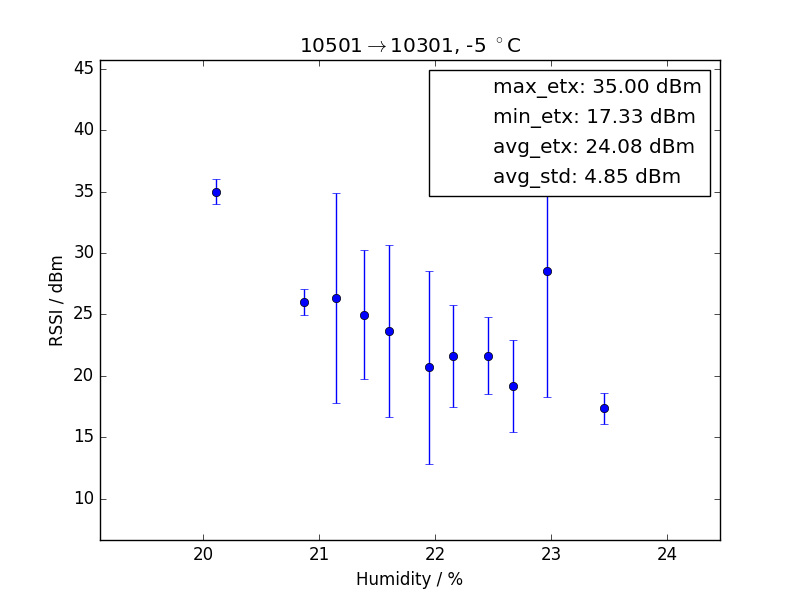 10501→10301, -5 °C
max_etx: 35.00 dBm
min_etx: 17.33 dBm
avg_etx: 24.08 dBm
avg_std: 4.85 dBm
RSSI / dBm
45
40
35
30
25
20
15
10
20 21 22 23 24
Humidity / %